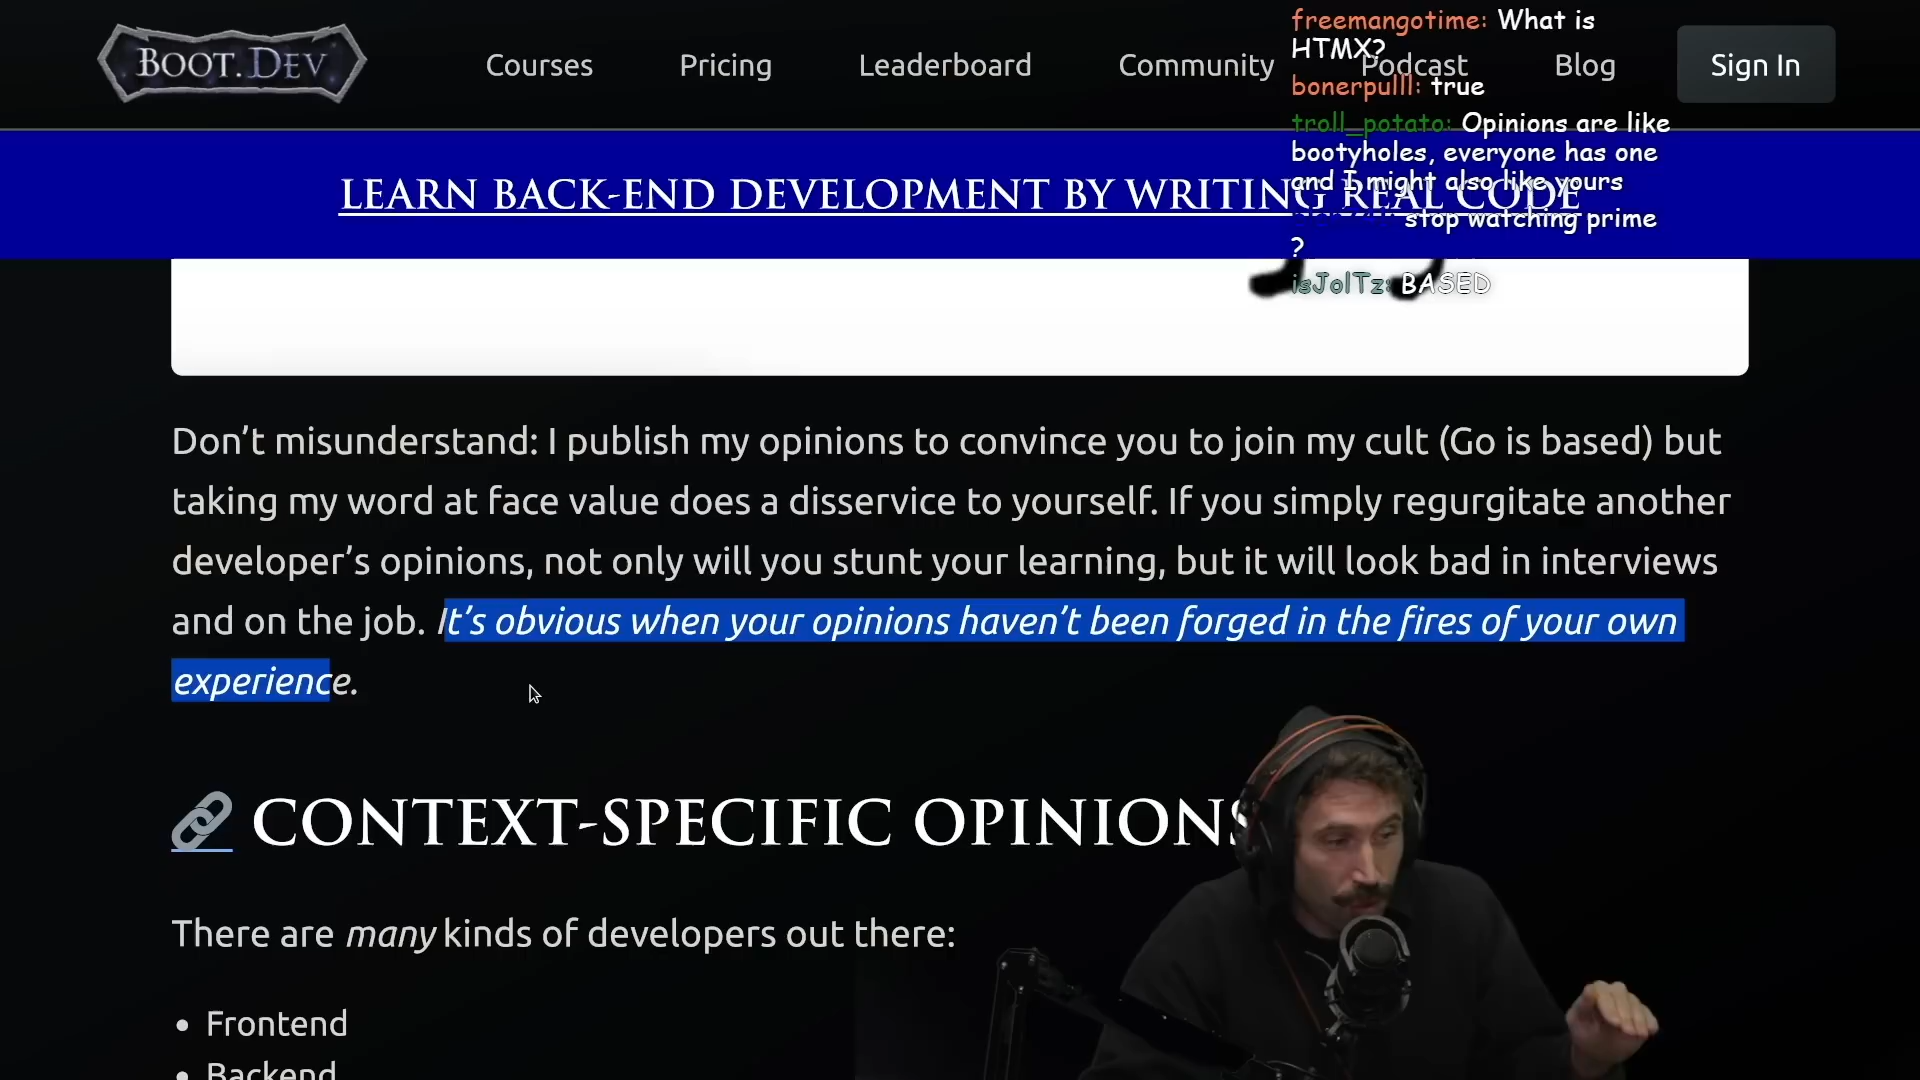 BOOT.DEV
Courses
Pricing
Leaderboard
Community
Podcast
Blog
Sign In
freemangotime: What is
HTMX?
bonerpulll: true
troll_potato: Opinions are like
bootyholes, everyone has one
and I might also like yours
stop watching prime
?
isJolTz: BASED
LEARN BACK-END DEVELOPMENT BY WRITING REAL CODE
Don’t misunderstand: I publish my opinions to convince you to join my cult (Go is based) but
taking my word at face value does a disservice to yourself. If you simply regurgitate another
developer’s opinions, not only will you stunt your learning, but it will look bad in interviews
and on the job. It’s obvious when your opinions haven’t been forged in the fires of your own
experience.
CONTEXT-SPECIFIC OPINIONS
There are many kinds of developers out there:
• Frontend
• Backend